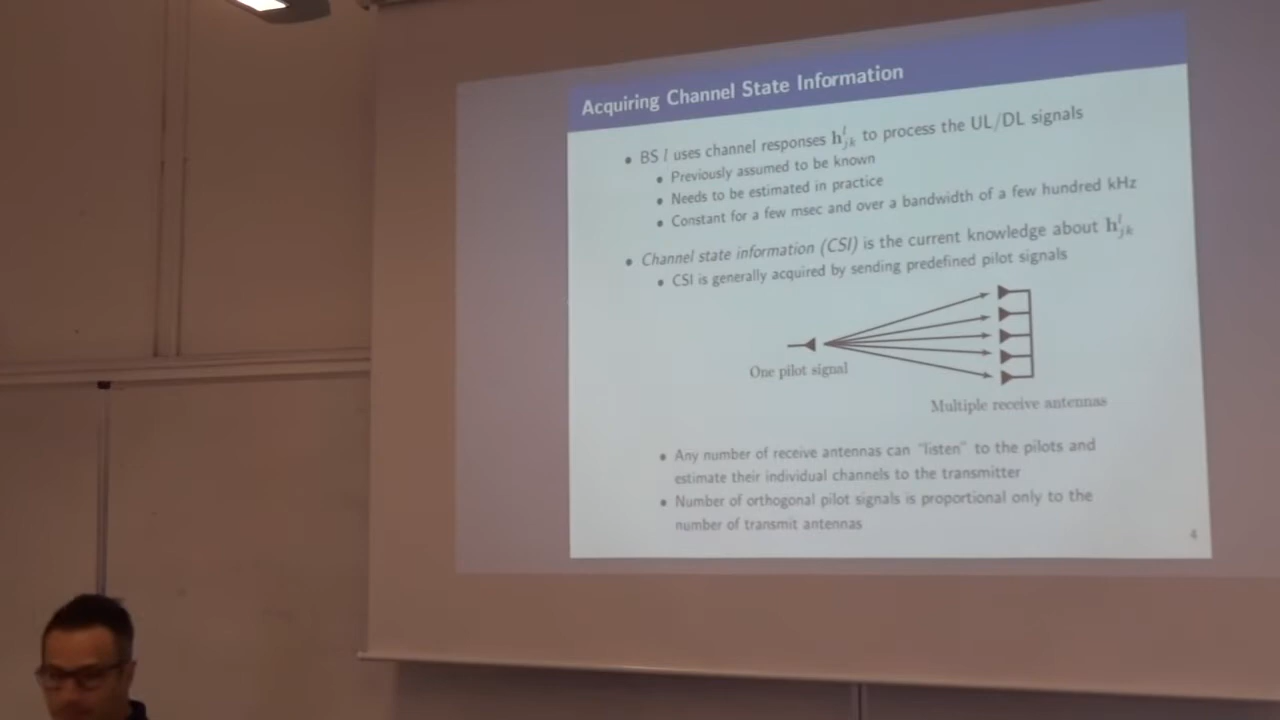 Acquiring Channel State Information
• BS l uses channel responses h^l_{jk} to process the UL/DL signals
• Previously assumed to be known
• Needs to be estimated in practice
• Constant for a few msec and over a bandwidth of a few hundred kHz
• Channel state information (CSI) is the current knowledge about h^l_{jk}
• CSI is generally acquired by sending predefined pilot signals
One pilot signal
Multiple receive antennas
• Any number of receive antennas can "listen" to the pilots and
estimate their individual channels to the transmitter
• Number of orthogonal pilot signals is proportional only to the
number of transmit antennas
4